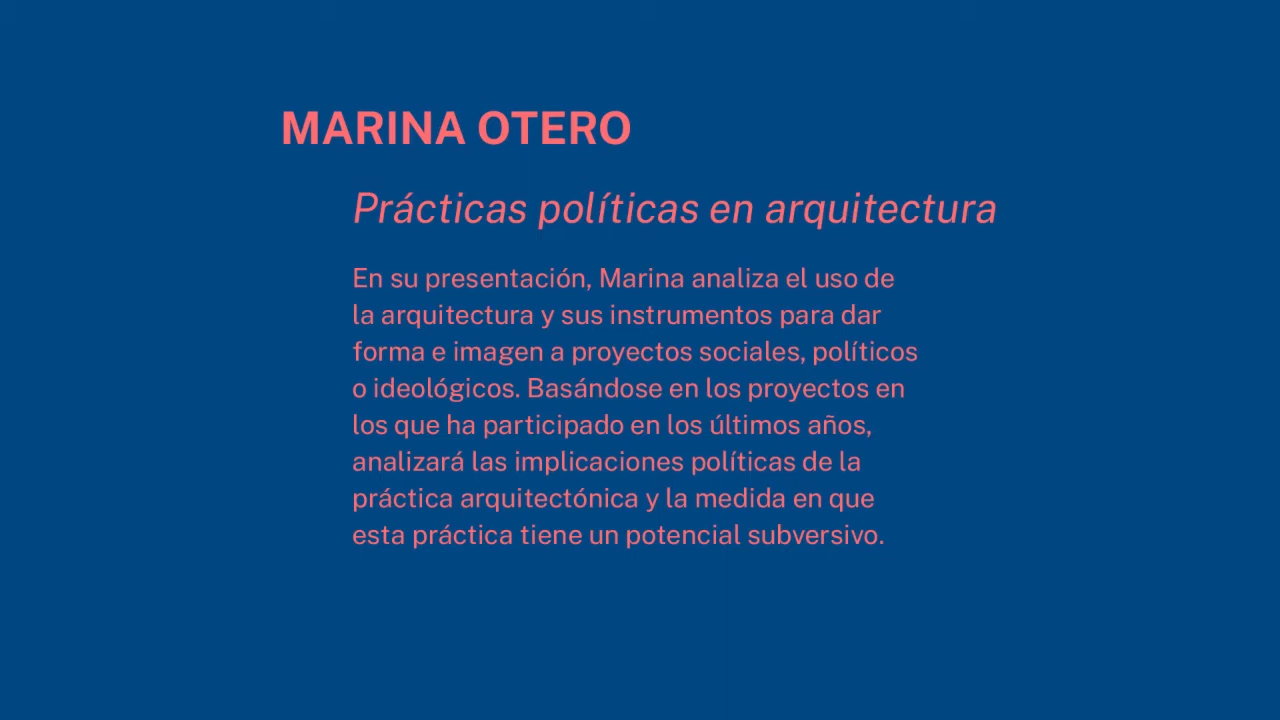 MARINA OTERO
Prácticas políticas en arquitectura
En su presentación, Marina analiza el uso de
la arquitectura y sus instrumentos para dar
forma e imagen a proyectos sociales, políticos
o ideológicos. Basándose en los proyectos en
los que ha participado en los últimos años,
analizará las implicaciones políticas de la
práctica arquitectónica y la medida en que
esta práctica tiene un potencial subversivo.